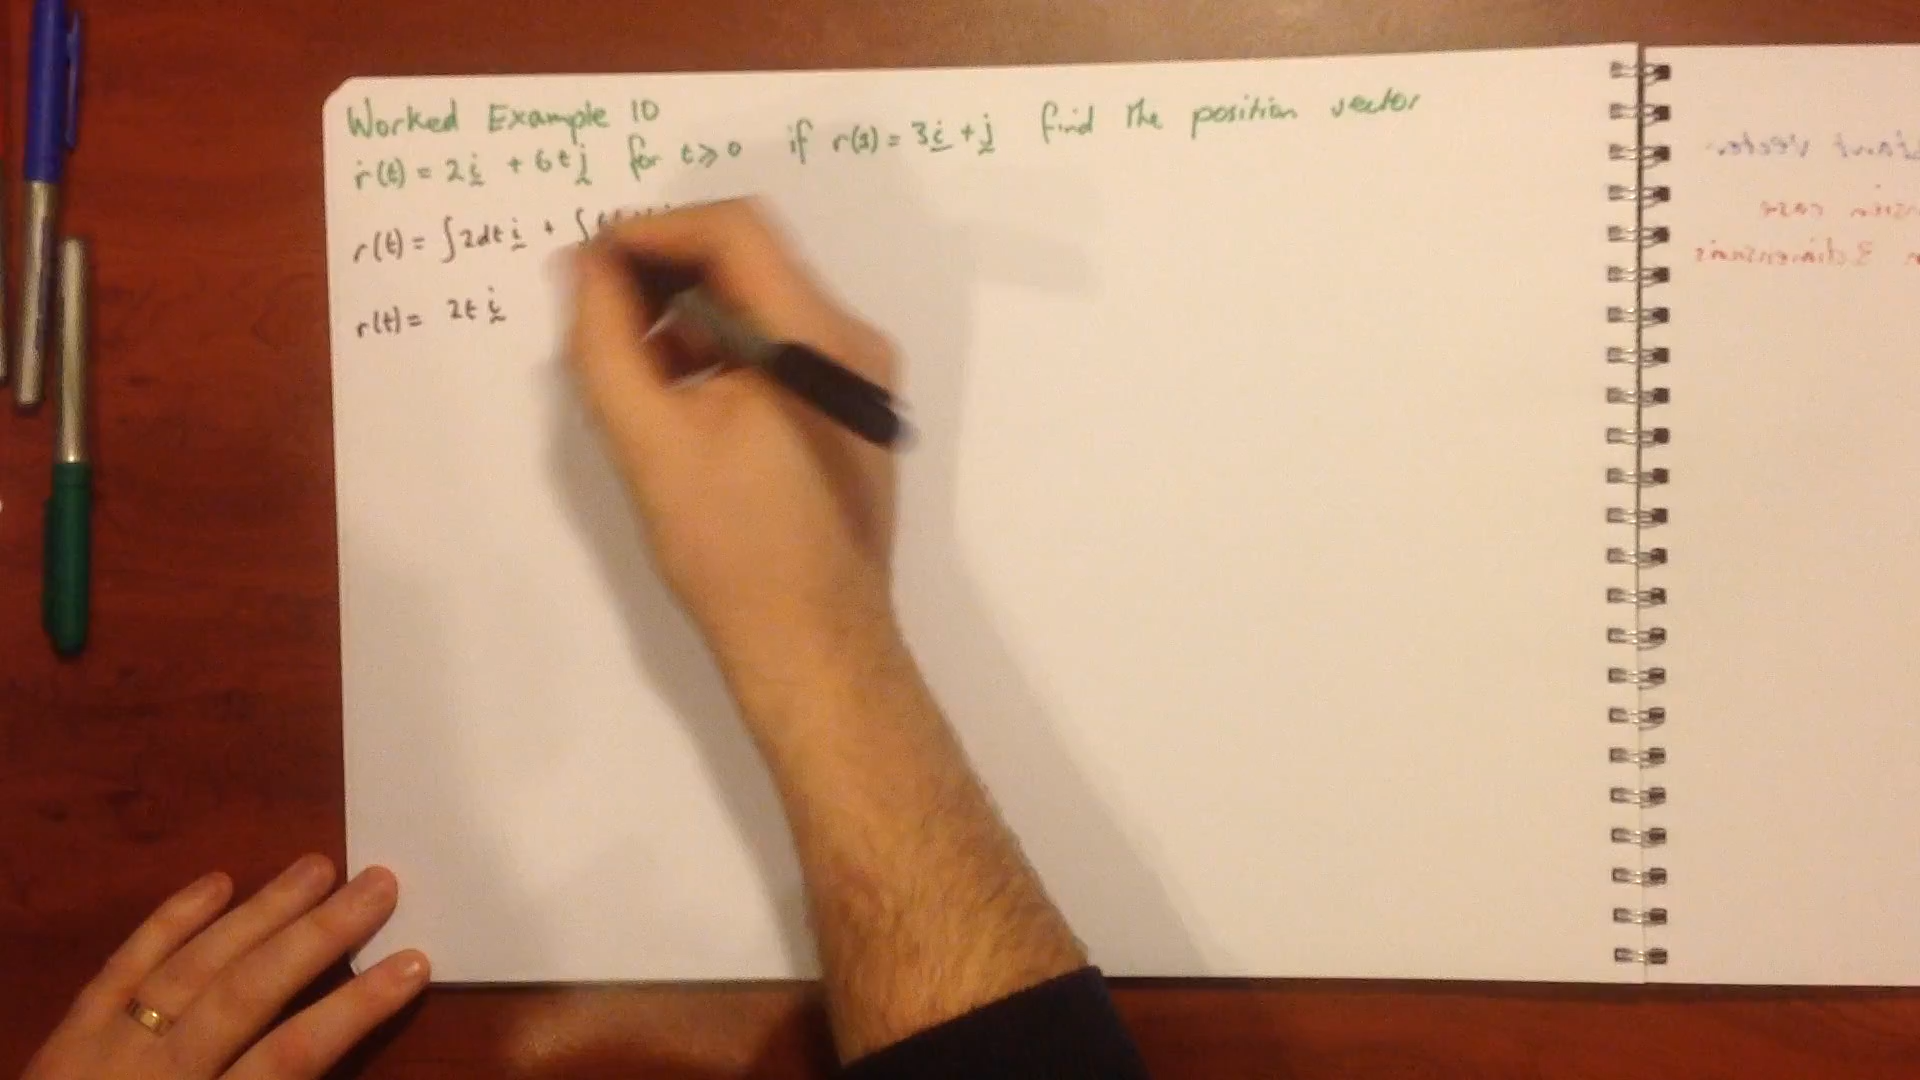 Worked Example 10
ṙ(t) = 2i + 6tj for t ≥ 0 if r(1) = 3i + j find the position vector
r(t) = ∫2dt i + ∫
r(t) = 2t i